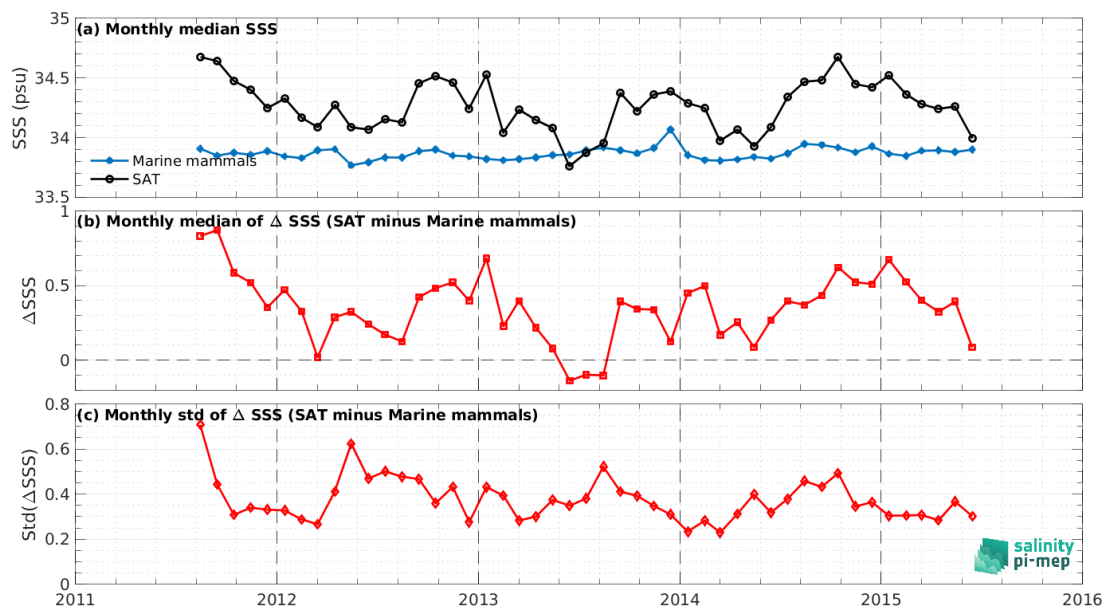 35
(a) Monthly median SSS
34.5
SSS (psu)
34
Marine mammals
SAT
33.5
1
(b) Monthly median of Δ SSS (SAT minus Marine mammals)
0.5
ΔSSS
0
0.8
(c) Monthly std of Δ SSS (SAT minus Marine mammals)
0.6
Std(ΔSSS)
0.4
0.2
salinity
pi-mep
0
2011 2012 2013 2014 2015 2016